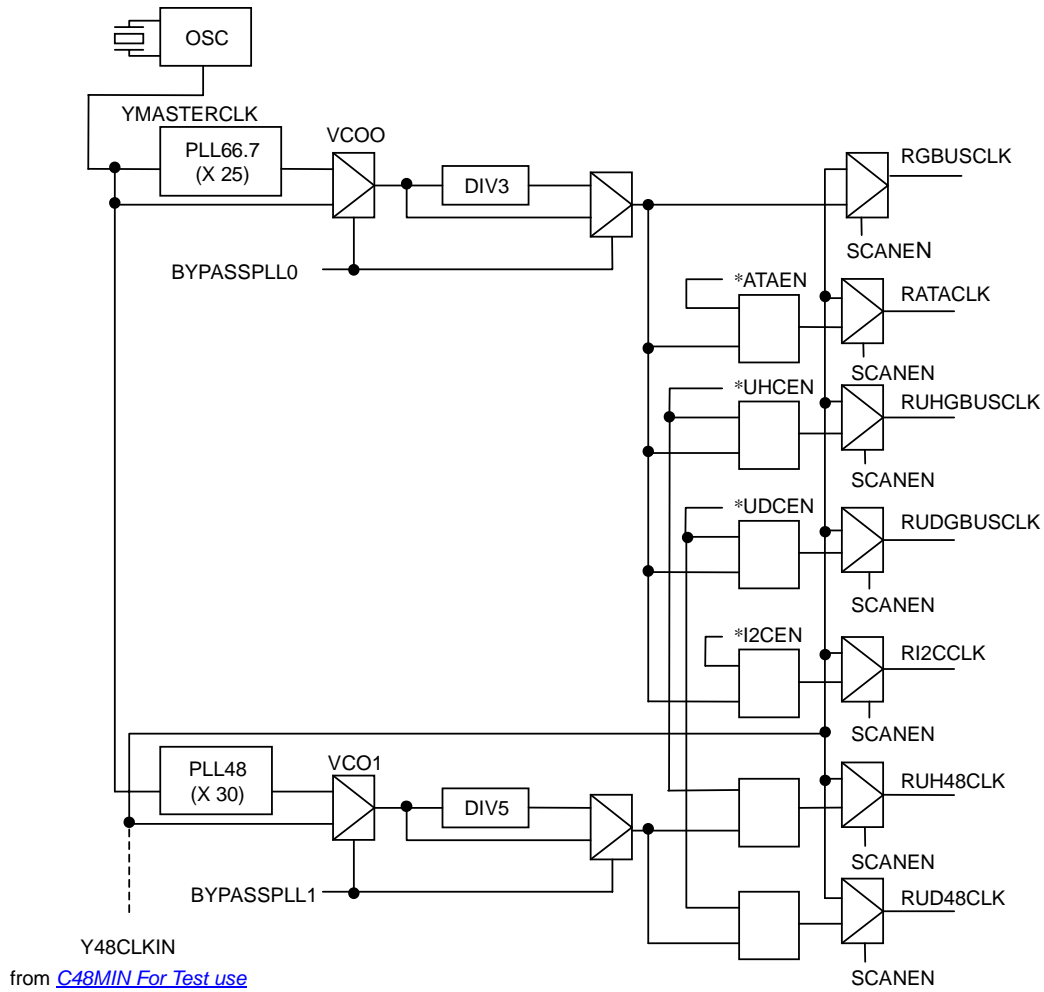 OSC
YMASTERCLK
PLL66.7
(X 25)
VCOO
DIV3
BYPASSPLL0
RGBUSCLK
SCANEN
*ATAEN
RATACLK
SCANEN
*UHCEN
RUHGBUSCLK
SCANEN
*UDCEN
RUDGBUSCLK
SCANEN
*I2CEN
RI2CCLK
SCANEN
PLL48
(X 30)
VCO1
DIV5
BYPASSPLL1
RUH48CLK
SCANEN
RUD48CLK
SCANEN
Y48CLKIN
from C48MIN For Test use